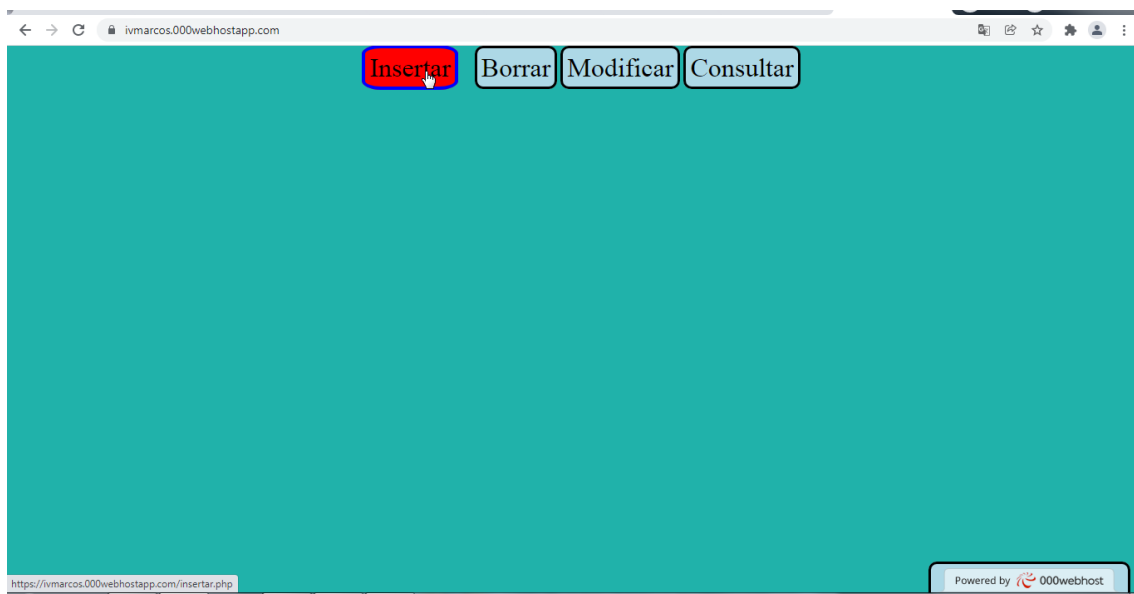 ivmarcos.000webhostapp.com
Insertar Borrar Modificar Consultar
https://ivmarcos.000webhostapp.com/insertar.php
Powered by 000webhost